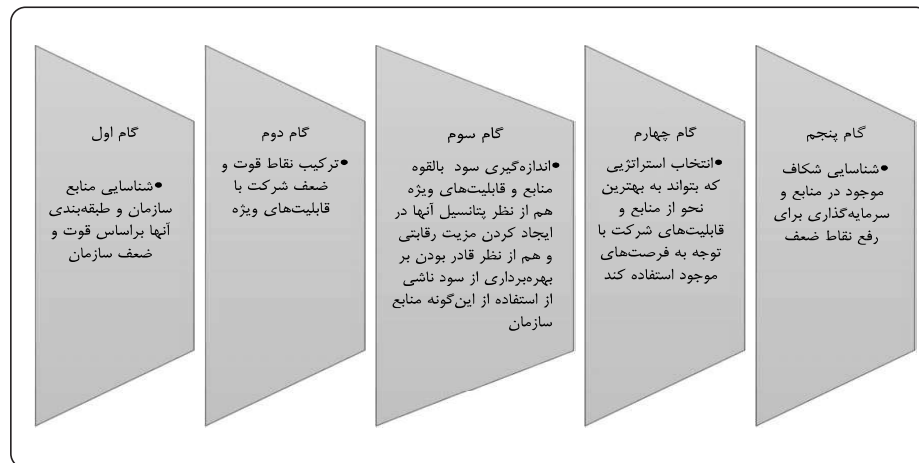 گام اول
•شناسایی منابع
سازمان و طبقه‌بندی
آنها براساس قوت و
ضعف سازمان
گام دوم
•ترکیب نقاط قوت و
ضعف شرکت با
قابلیت‌های ویژه
گام سوم
•اندازه‌گیری سود بالقوه
منابع و قابلیت‌های ویژه
هم از نظر پتانسیل آنها در
ایجاد کردن مزیت رقابتی
و هم از نظر قادر بودن بر
بهره‌برداری از سود ناشی
از استفاده از این‌گونه منابع
سازمان
گام چهارم
•انتخاب استراتژیی
که بتواند به بهترین
نحو از منابع و
قابلیت‌های شرکت با
توجه به فرصت‌های
موجود استفاده کند
گام پنجم
•شناسایی شکاف
موجود در منابع و
سرمایه‌گذاری برای
رفع نقاط ضعف